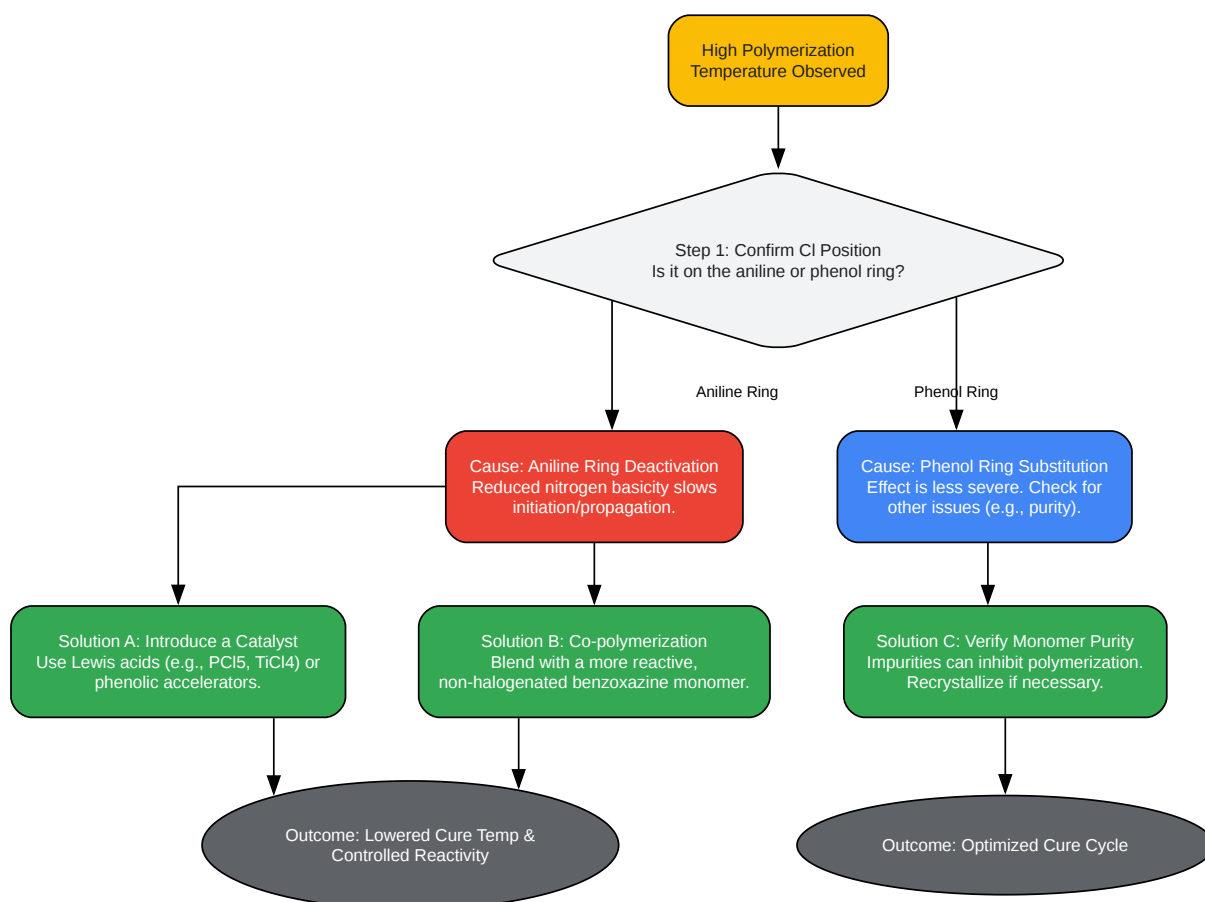 High Polymerization
Temperature Observed
Step 1: Confirm Cl Position
Is it on the aniline or phenol ring?
Aniline Ring
Phenol Ring
Cause: Aniline Ring Deactivation
Reduced nitrogen basicity slows
initiation/propagation.
Cause: Phenol Ring Substitution
Effect is less severe. Check for
other issues (e.g., purity).
Solution A: Introduce a Catalyst
Use Lewis acids (e.g., PCl5, TiCl4) or
phenolic accelerators.
Solution B: Co-polymerization
Blend with a more reactive,
non-halogenated benzoxazine monomer.
Solution C: Verify Monomer Purity
Impurities can inhibit polymerization.
Recrystallize if necessary.
Outcome: Lowered Cure Temp &
Controlled Reactivity
Outcome: Optimized Cure Cycle